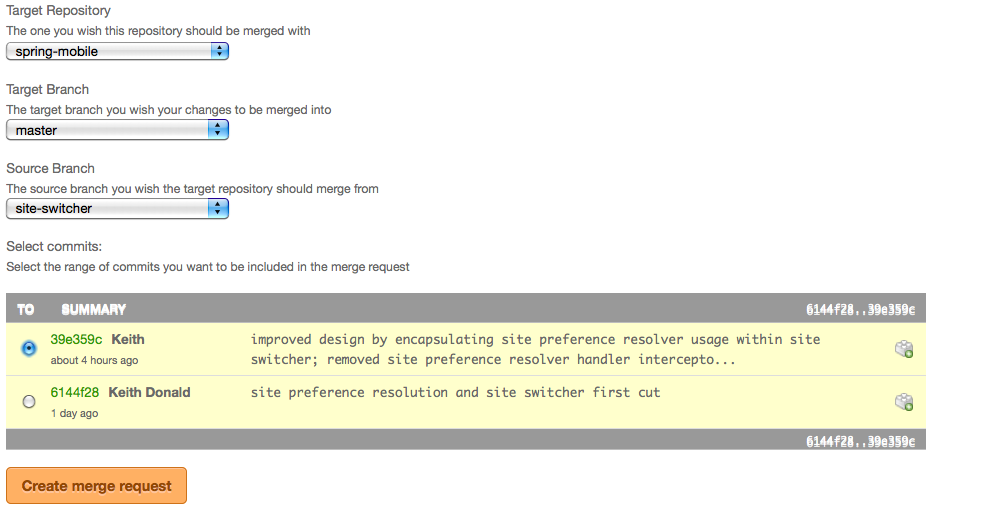 Target Repository
The one you wish this repository should be merged with
spring-mobile
Target Branch
The target branch you wish your changes to be merged into
master
Source Branch
The source branch you wish the target repository should merge from
site-switcher
Select commits:
Select the range of commits you want to be included in the merge request
TO SUMMARY 6144f28..39e359c
39e359c Keith improved design by encapsulating site preference resolver usage within site
about 4 hours ago switcher; removed site preference resolver handler intercepto...
6144f28 Keith Donald site preference resolution and site switcher first cut
1 day ago
6144f28..39e359c
Create merge request